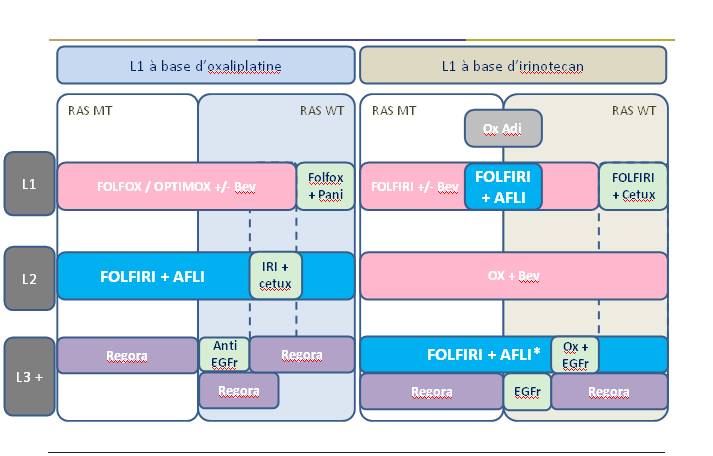 L1 à base d'oxaliplatine
L1 à base d'irinotecan
RAS MT
RAS WT
RAS MT
RAS WT
Ox Adj
L1
FOLFOX / OPTIMOX +/- Bev
Folfox
+ Pani
FOLFIRI +/- Bev
FOLFIRI
+ AFLI
FOLFIRI
+ Cetux
L2
FOLFIRI + AFLI
IRI +
cetux
OX + Bev
L3 +
Regora
Anti
EGFr
Regora
FOLFIRI + AFLI*
Ox +
EGFr
Regora
Regora
EGFr
Regora